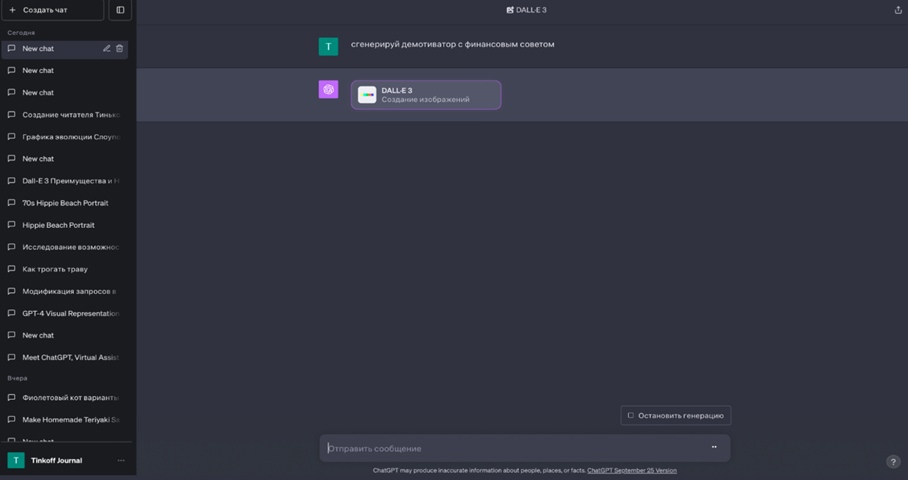 Создать чат
Сегодня
New chat
New chat
New chat
Создание читателя Тинько
Графика эволюции Слоуп
New chat
Dall-E 3 Преимущества и Н
70s Hippie Beach Portrait
Hippie Beach Portrait
Исследование возможнос
Как трогать траву
Модификация запросов в
GPT-4 Visual Representation
New chat
Meet ChatGPT, Virtual Assist
Вчера
Фиолетовый кот варианты
Make Homemade Teriyaki Sa
T Tinkoff Journal
DALL·E 3
T сгенерируй демотиватор с финансовым советом
DALL·E 3
Создание изображений
Остановить генерацию
Отправить сообщение
ChatGPT may produce inaccurate information about people, places, or facts. ChatGPT September 25 Version
?